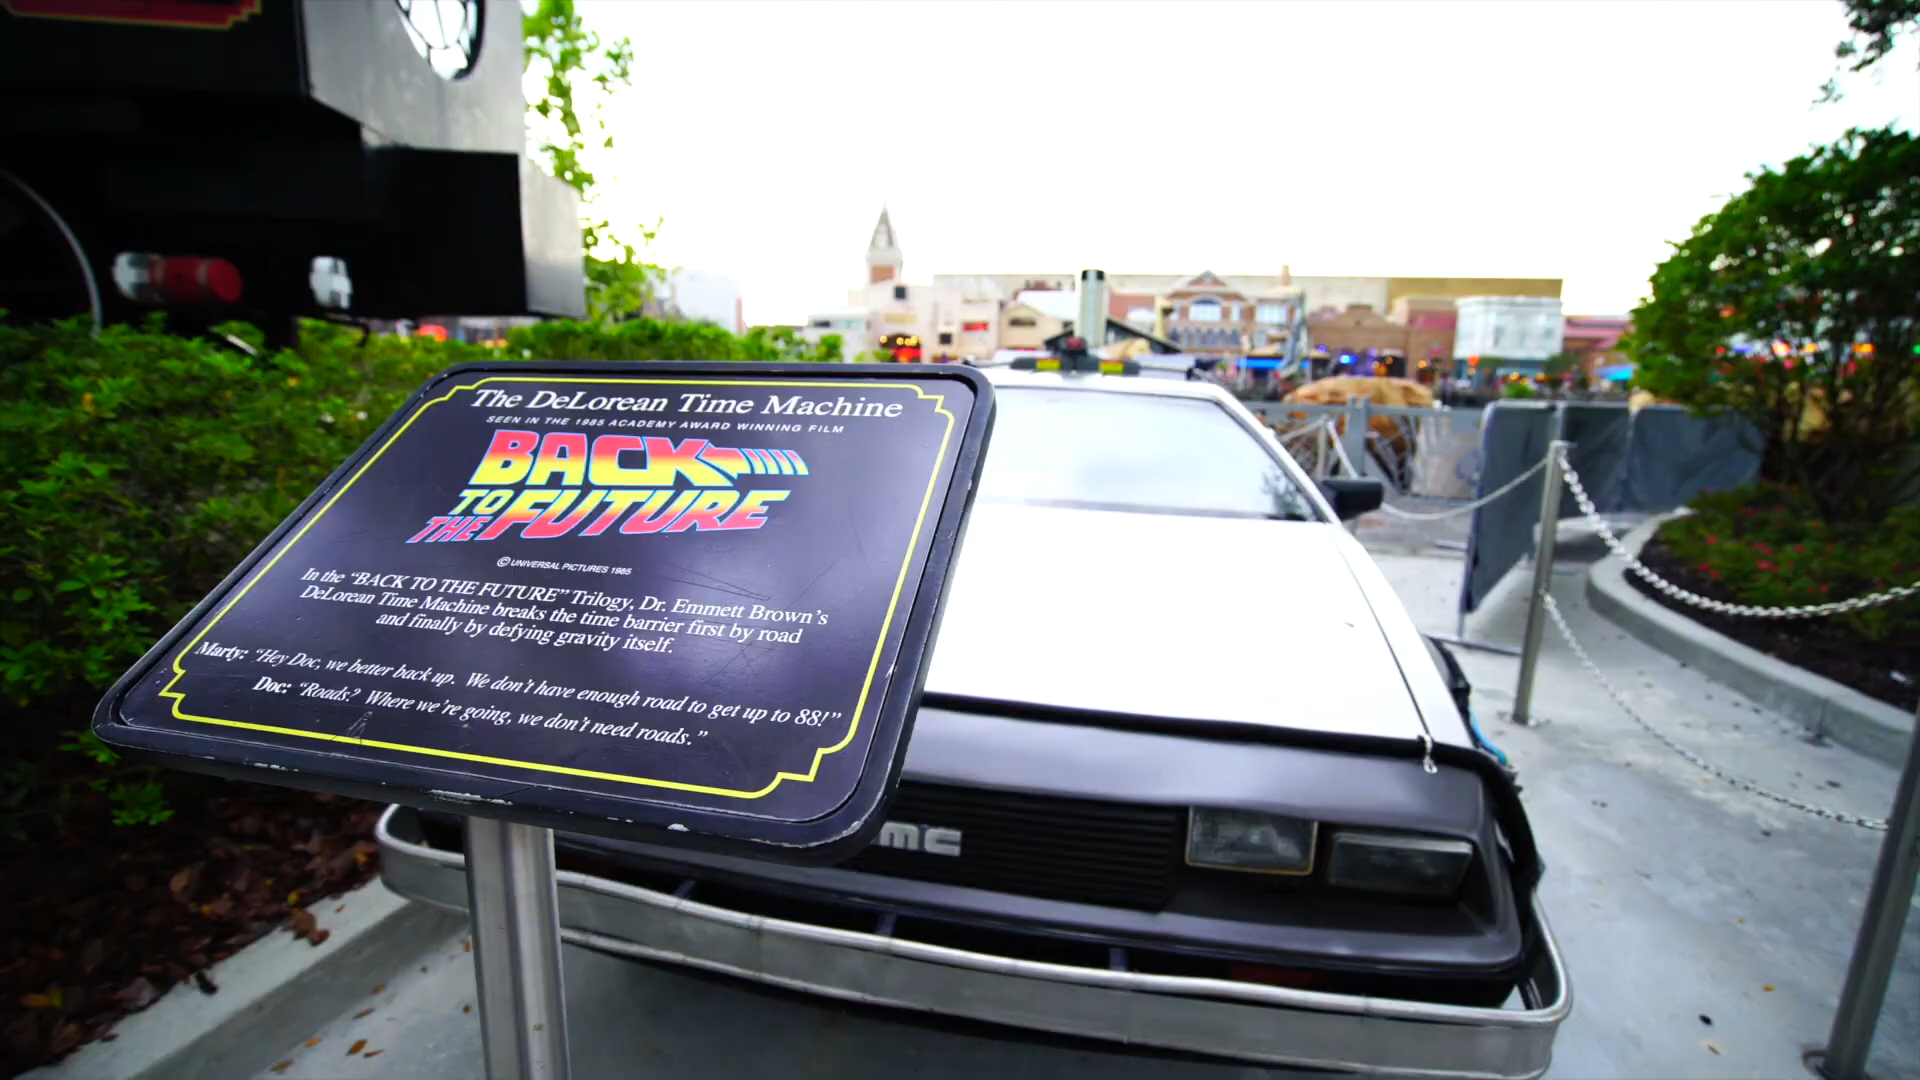 The DeLorean Time Machine
SEEN IN THE 1985 ACADEMY AWARD WINNING FILM
BACK
TO
THE FUTURE
© UNIVERSAL PICTURES 1985
In the "BACK TO THE FUTURE" Trilogy, Dr. Emmett Brown's
DeLorean Time Machine breaks the time barrier first by road
and finally by defying gravity itself.
Marty: "Hey Doc, we better back up. We don't have enough road to get up to 88!"
Doc: "Roads? Where we're going, we don't need roads."
mc